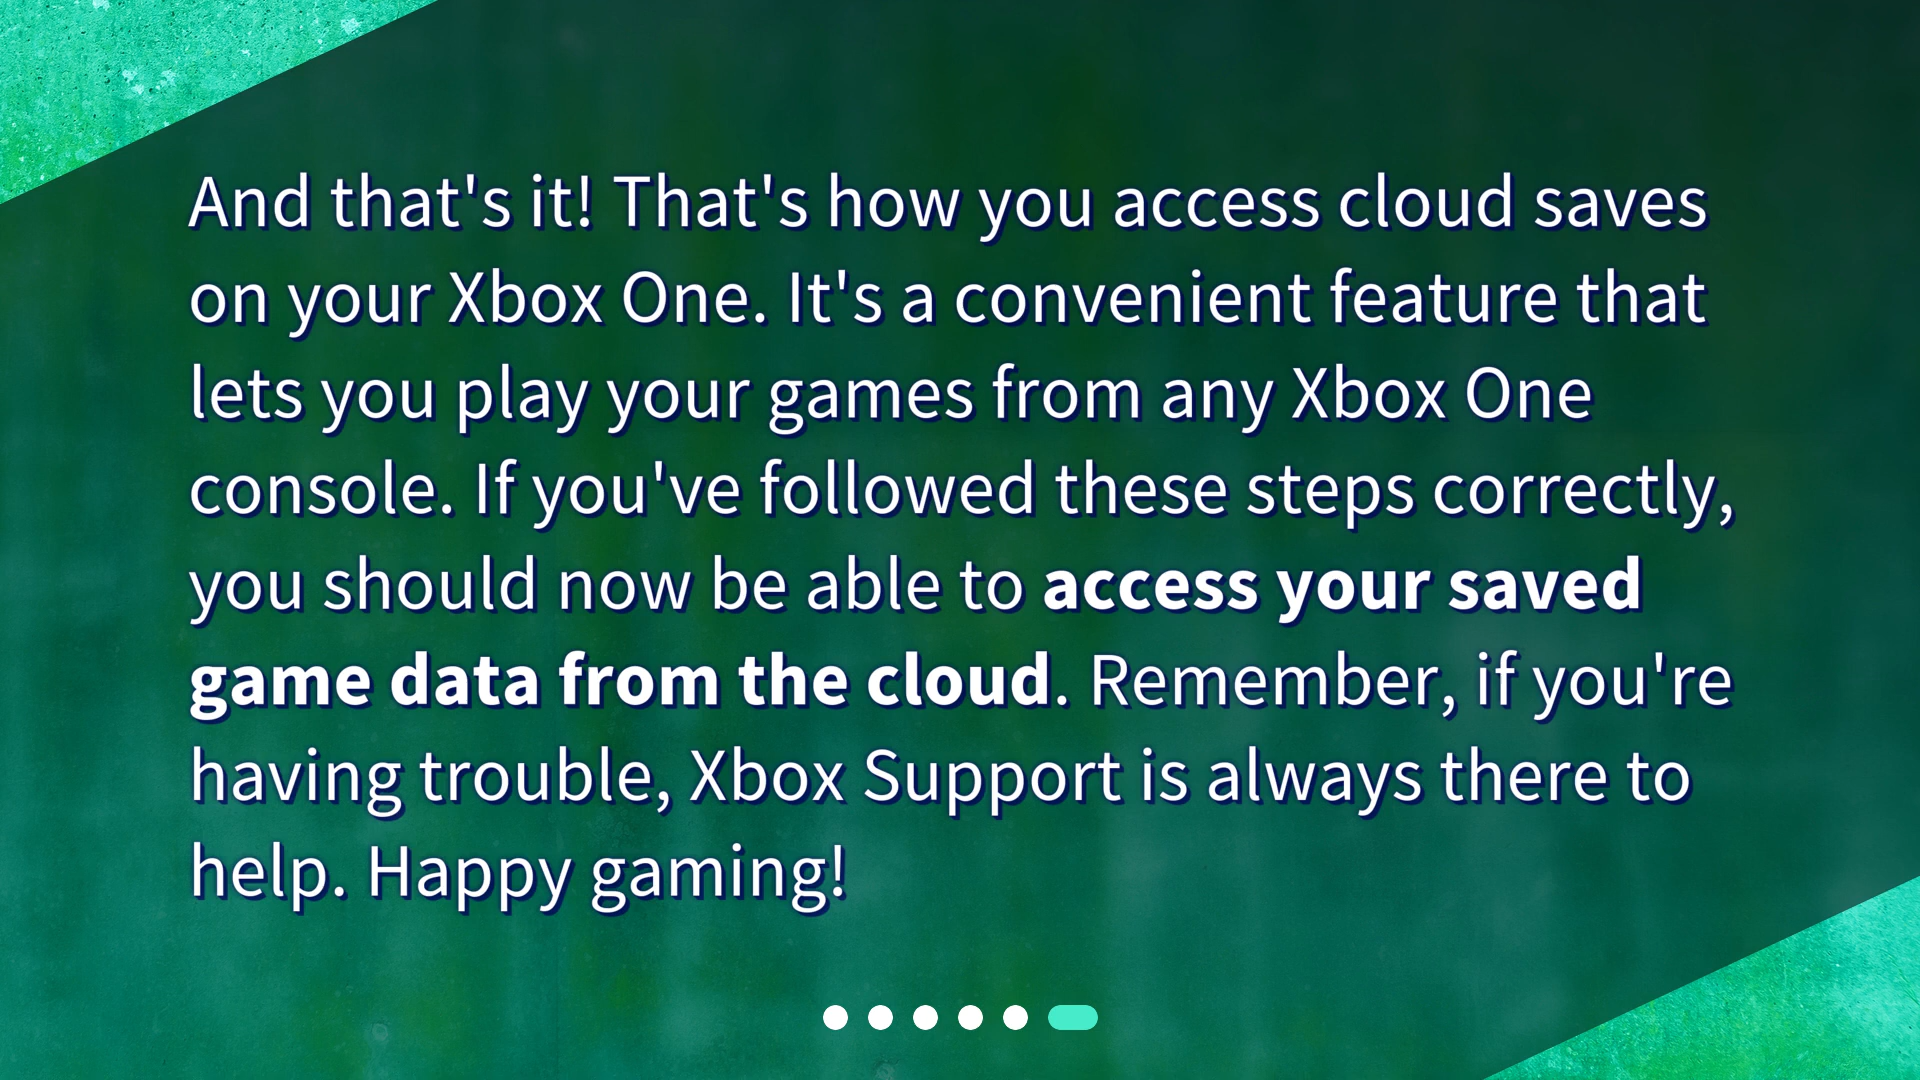 And that's it! That's how you access cloud saves
on your Xbox One. It's a convenient feature that
lets you play your games from any Xbox One
console. If you've followed these steps correctly,
you should now be able to access your saved
game data from the cloud. Remember, if you're
having trouble, Xbox Support is always there to
help. Happy gaming!